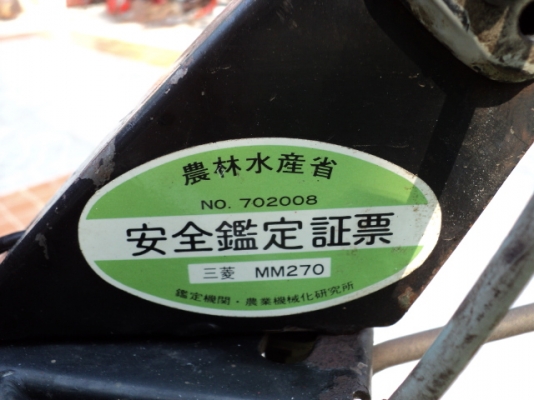 農林水産省
NO. 702008
安全鑑定証票
三菱 MM270
鑑定機関・農業機械化研究所